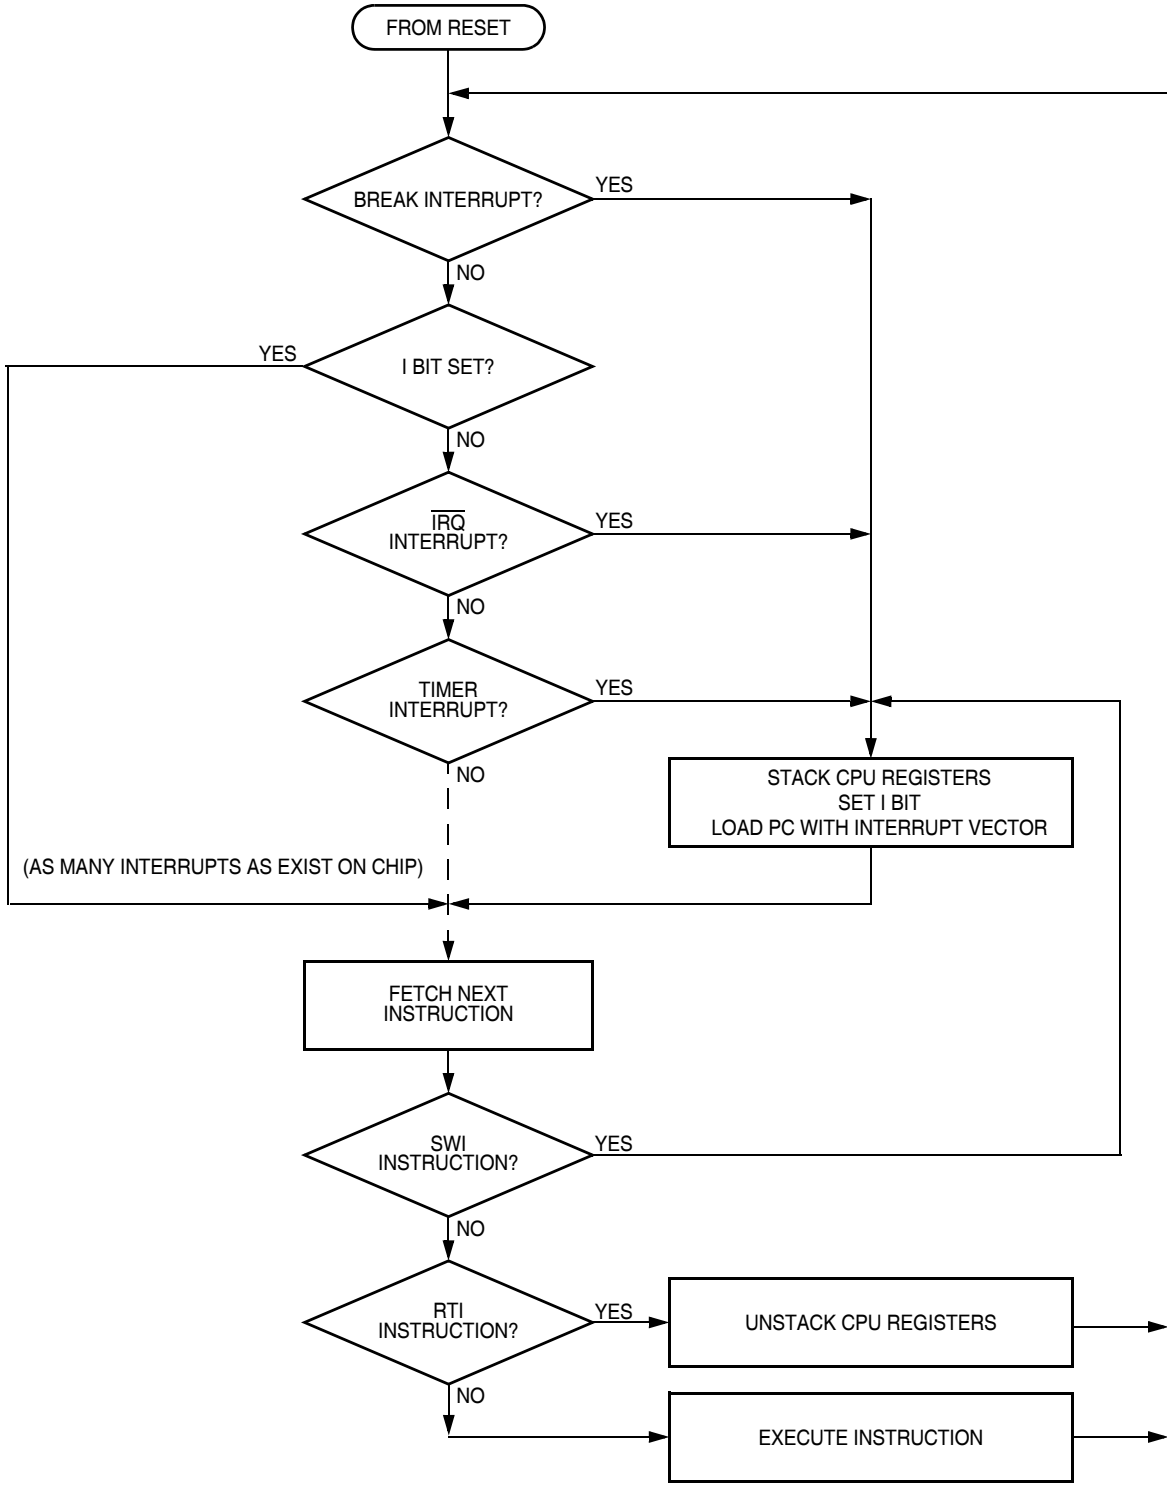 FROM RESET
BREAK INTERRUPT?
YES
NO
I BIT SET?
YES
NO
IRQ
INTERRUPT?
YES
NO
TIMER
INTERRUPT?
YES
NO
STACK CPU REGISTERS
SET I BIT
LOAD PC WITH INTERRUPT VECTOR
(AS MANY INTERRUPTS AS EXIST ON CHIP)
FETCH NEXT
INSTRUCTION
SWI
INSTRUCTION?
YES
NO
RTI
INSTRUCTION?
YES
UNSTACK CPU REGISTERS
NO
EXECUTE INSTRUCTION